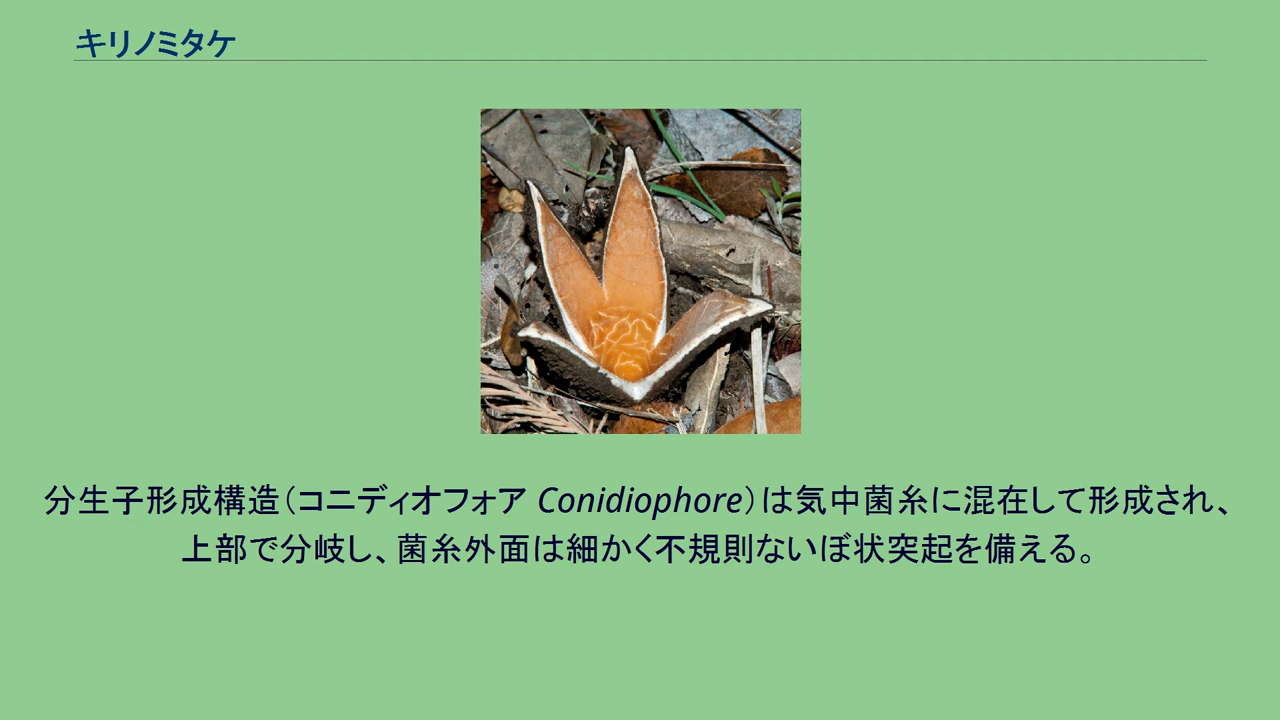 キリノミタケ
分生子形成構造（コニディオフォア Conidiophore）は気中菌糸に混在して形成され、
上部で分岐し、菌糸外面は細かく不規則ないぼ状突起を備える。